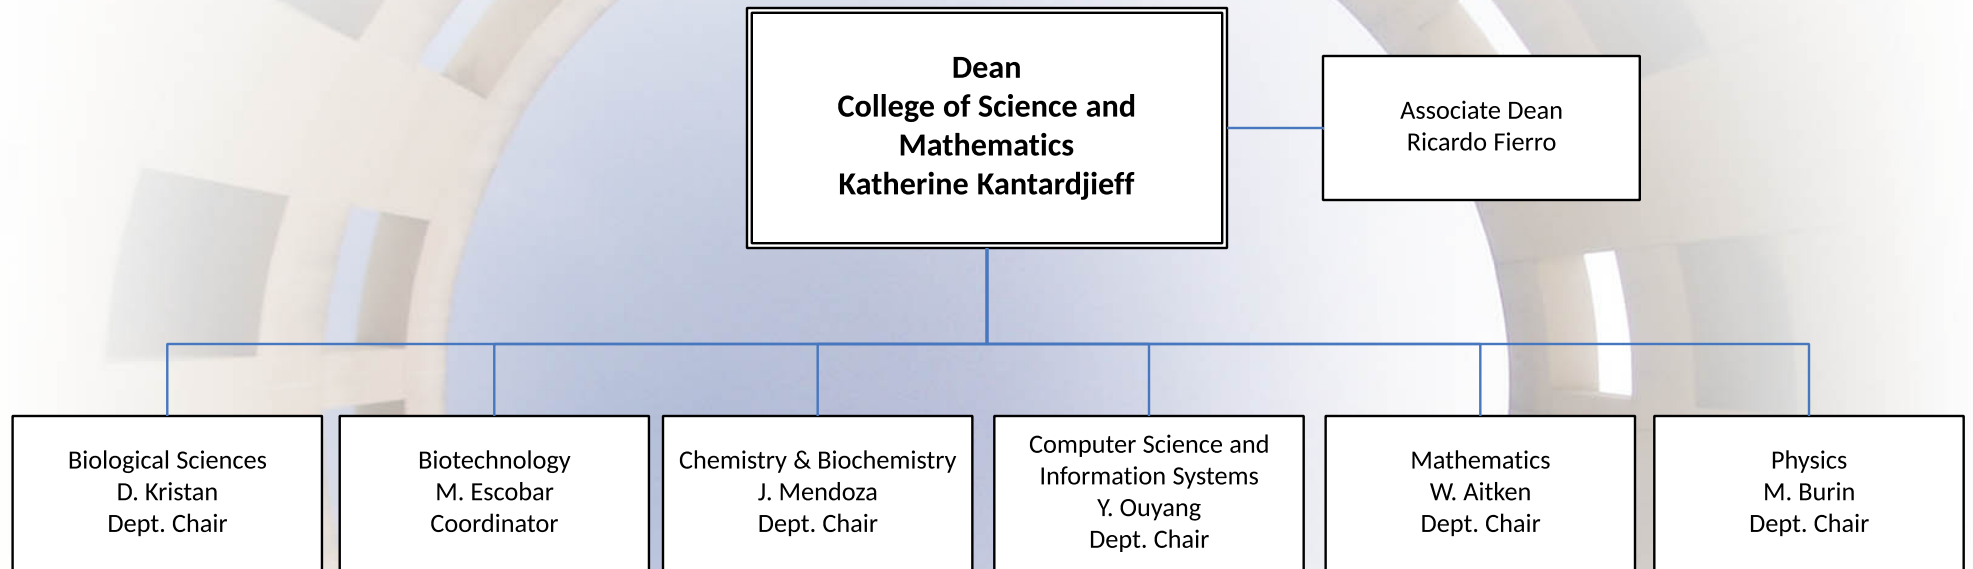 Dean
College of Science and
Mathematics
Katherine Kantardjieff
Associate Dean
Ricardo Fierro
Biological Sciences
D. Kristan
Dept. Chair
Biotechnology
M. Escobar
Coordinator
Chemistry & Biochemistry
J. Mendoza
Dept. Chair
Computer Science and
Information Systems
Y. Ouyang
Dept. Chair
Mathematics
W. Aitken
Dept. Chair
Physics
M. Burin
Dept. Chair